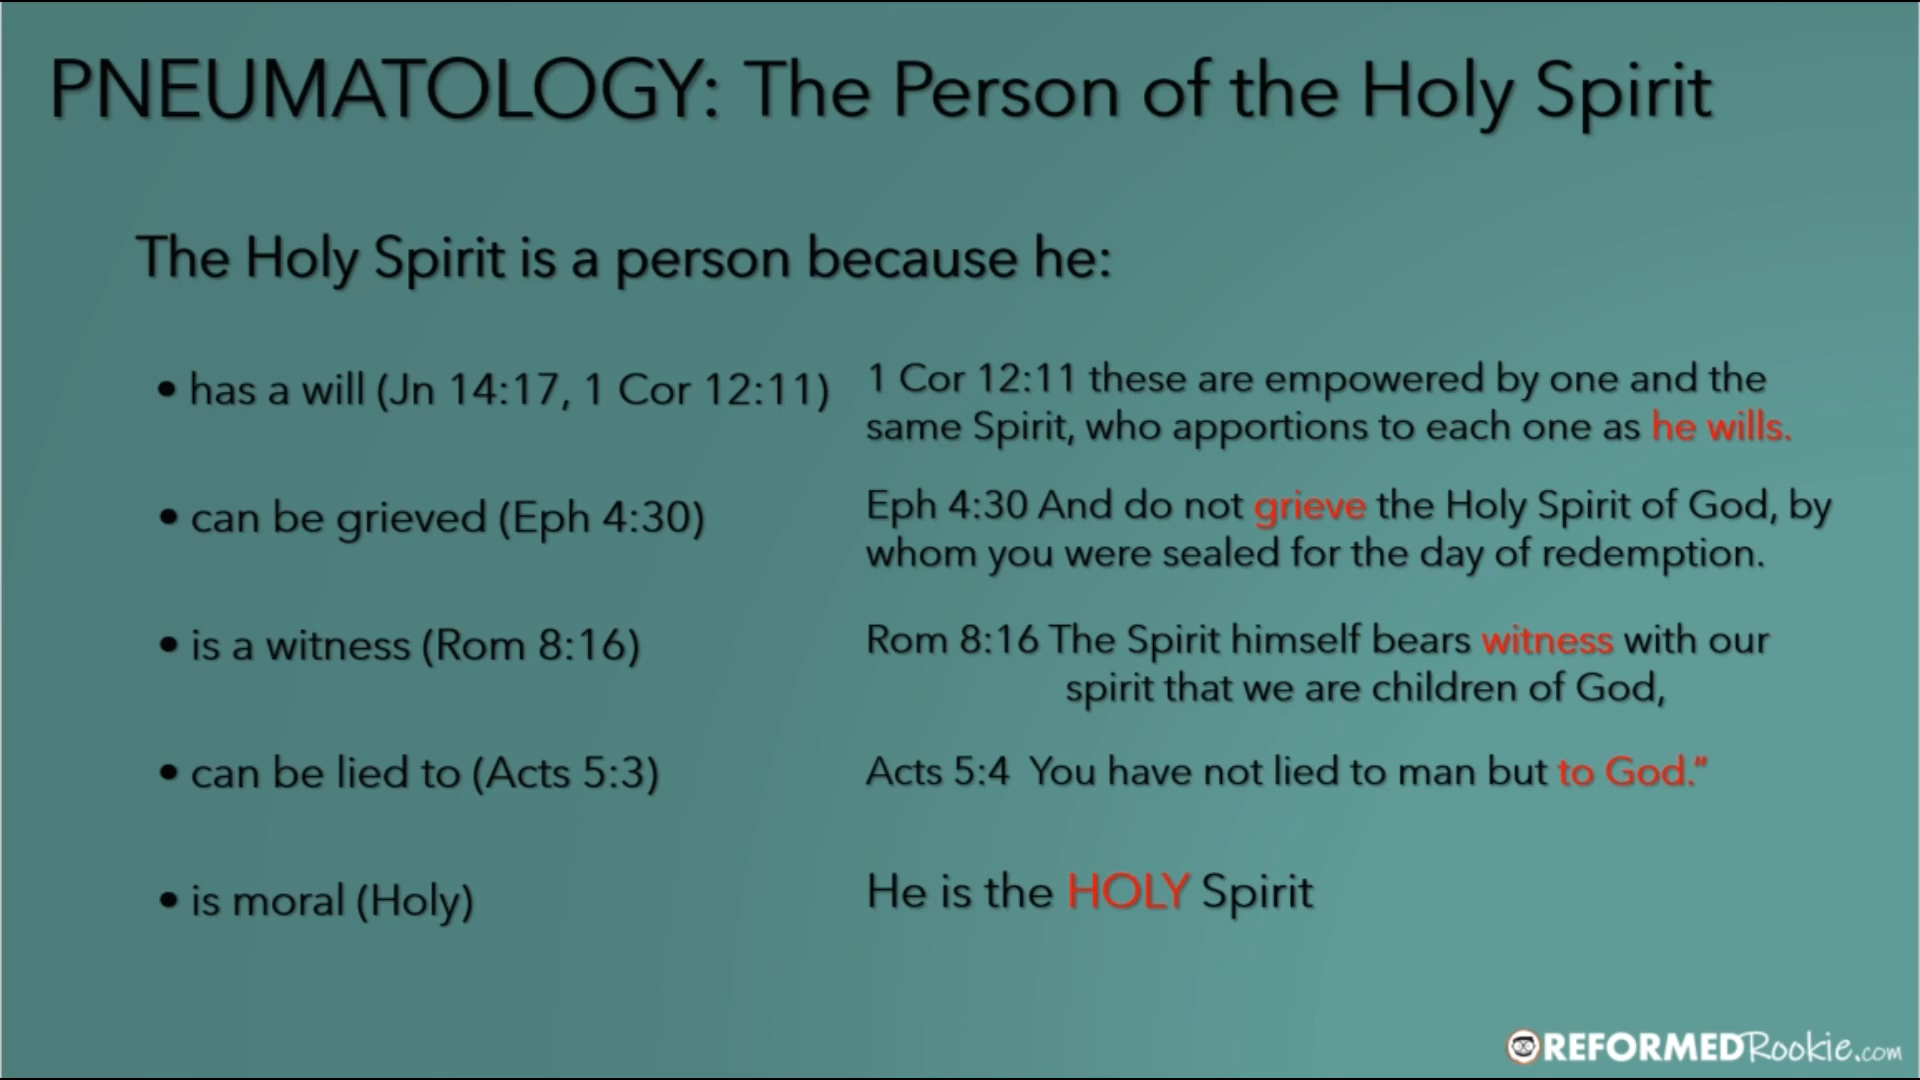 PNEUMATOLOGY: The Person of the Holy Spirit
The Holy Spirit is a person because he:
• has a will (Jn 14:17, 1 Cor 12:11)
1 Cor 12:11 these are empowered by one and the
same Spirit, who apportions to each one as he wills.
• can be grieved (Eph 4:30)
Eph 4:30 And do not grieve the Holy Spirit of God, by
whom you were sealed for the day of redemption.
• is a witness (Rom 8:16)
Rom 8:16 The Spirit himself bears witness with our
spirit that we are children of God,
• can be lied to (Acts 5:3)
Acts 5:4  You have not lied to man but to God.”
• is moral (Holy)
He is the HOLY Spirit
REFORMEDRookie.com